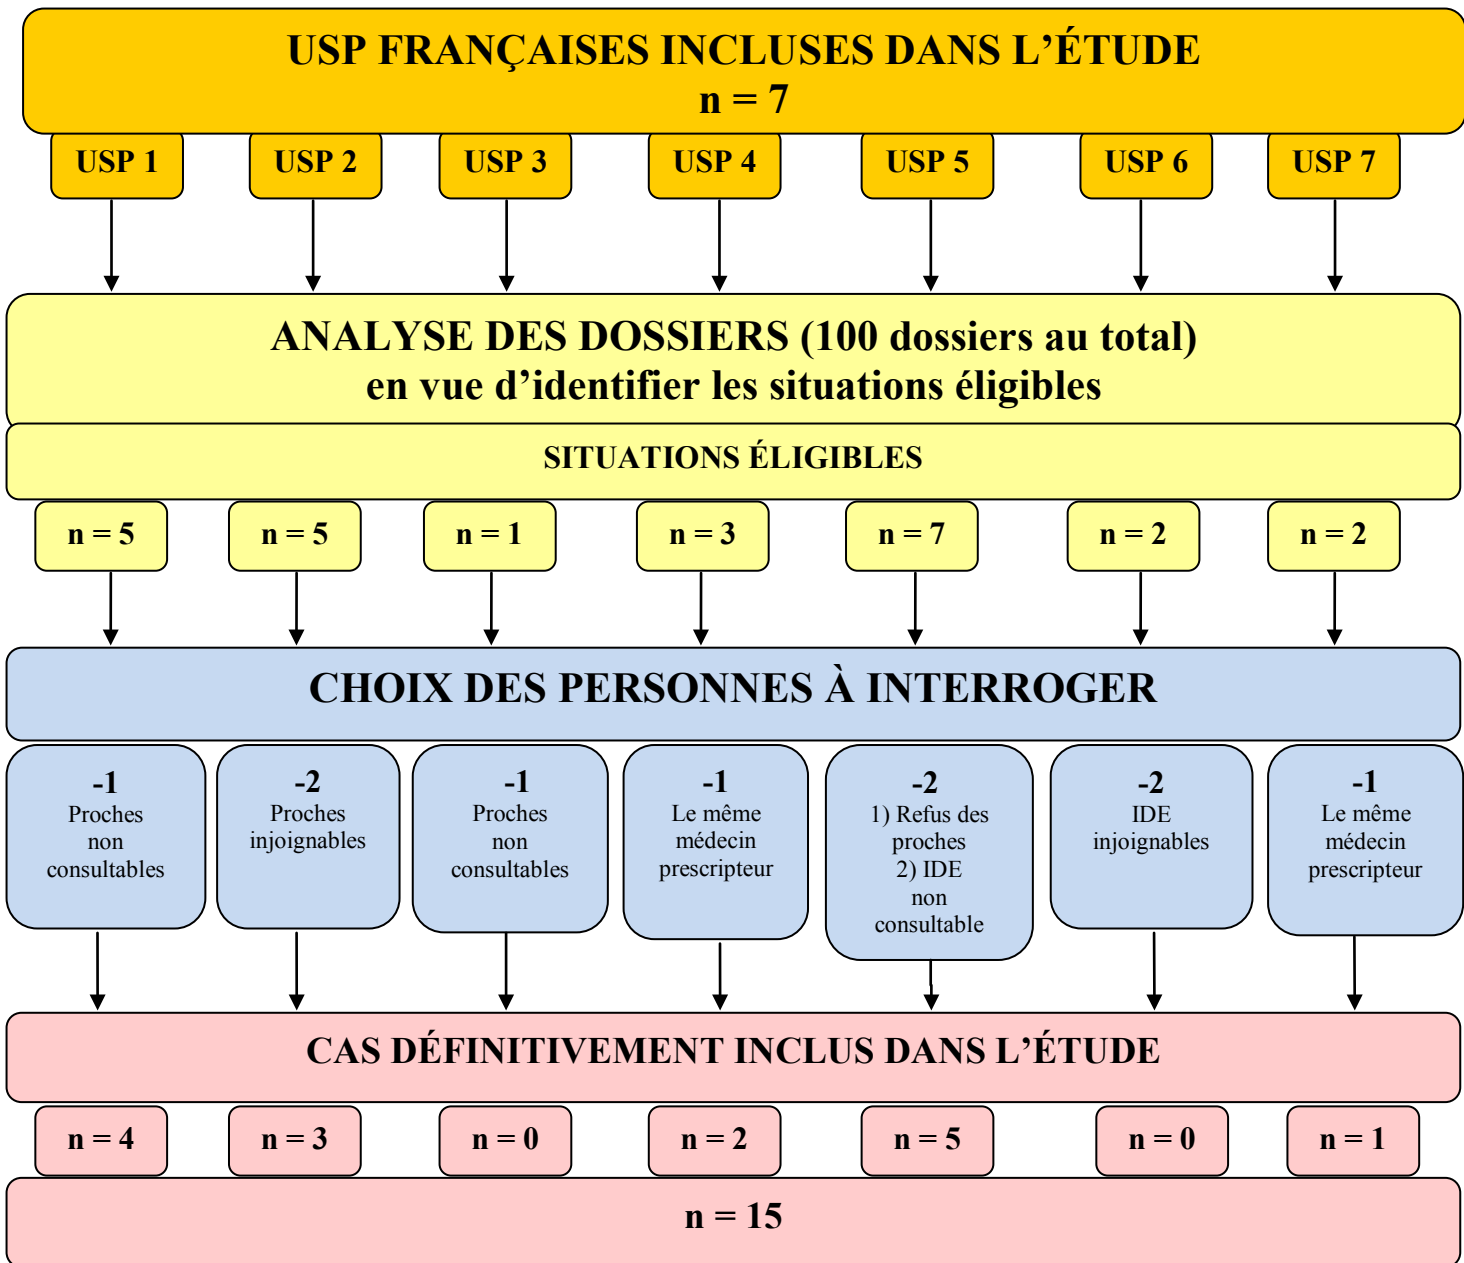 USP FRANÇAISES INCLUSES DANS L’ÉTUDE
n = 7
USP 1
USP 2
USP 3
USP 4
USP 5
USP 6
USP 7
ANALYSE DES DOSSIERS (100 dossiers au total)
en vue d’identifier les situations éligibles
SITUATIONS ÉLIGIBLES
n = 5
n = 5
n = 1
n = 3
n = 7
n = 2
n = 2
CHOIX DES PERSONNES À INTERROGER
-1
Proches
non
consultables
-2
Proches
injoignables
-1
Proches
non
consultables
-1
Le même
médecin
prescripteur
-2
1) Refus des
proches
2) IDE
non
consultable
-2
IDE
injoignables
-1
Le même
médecin
prescripteur
CAS DÉFINITIVEMENT INCLUS DANS L’ÉTUDE
n = 4
n = 3
n = 0
n = 2
n = 5
n = 0
n = 1
n = 15